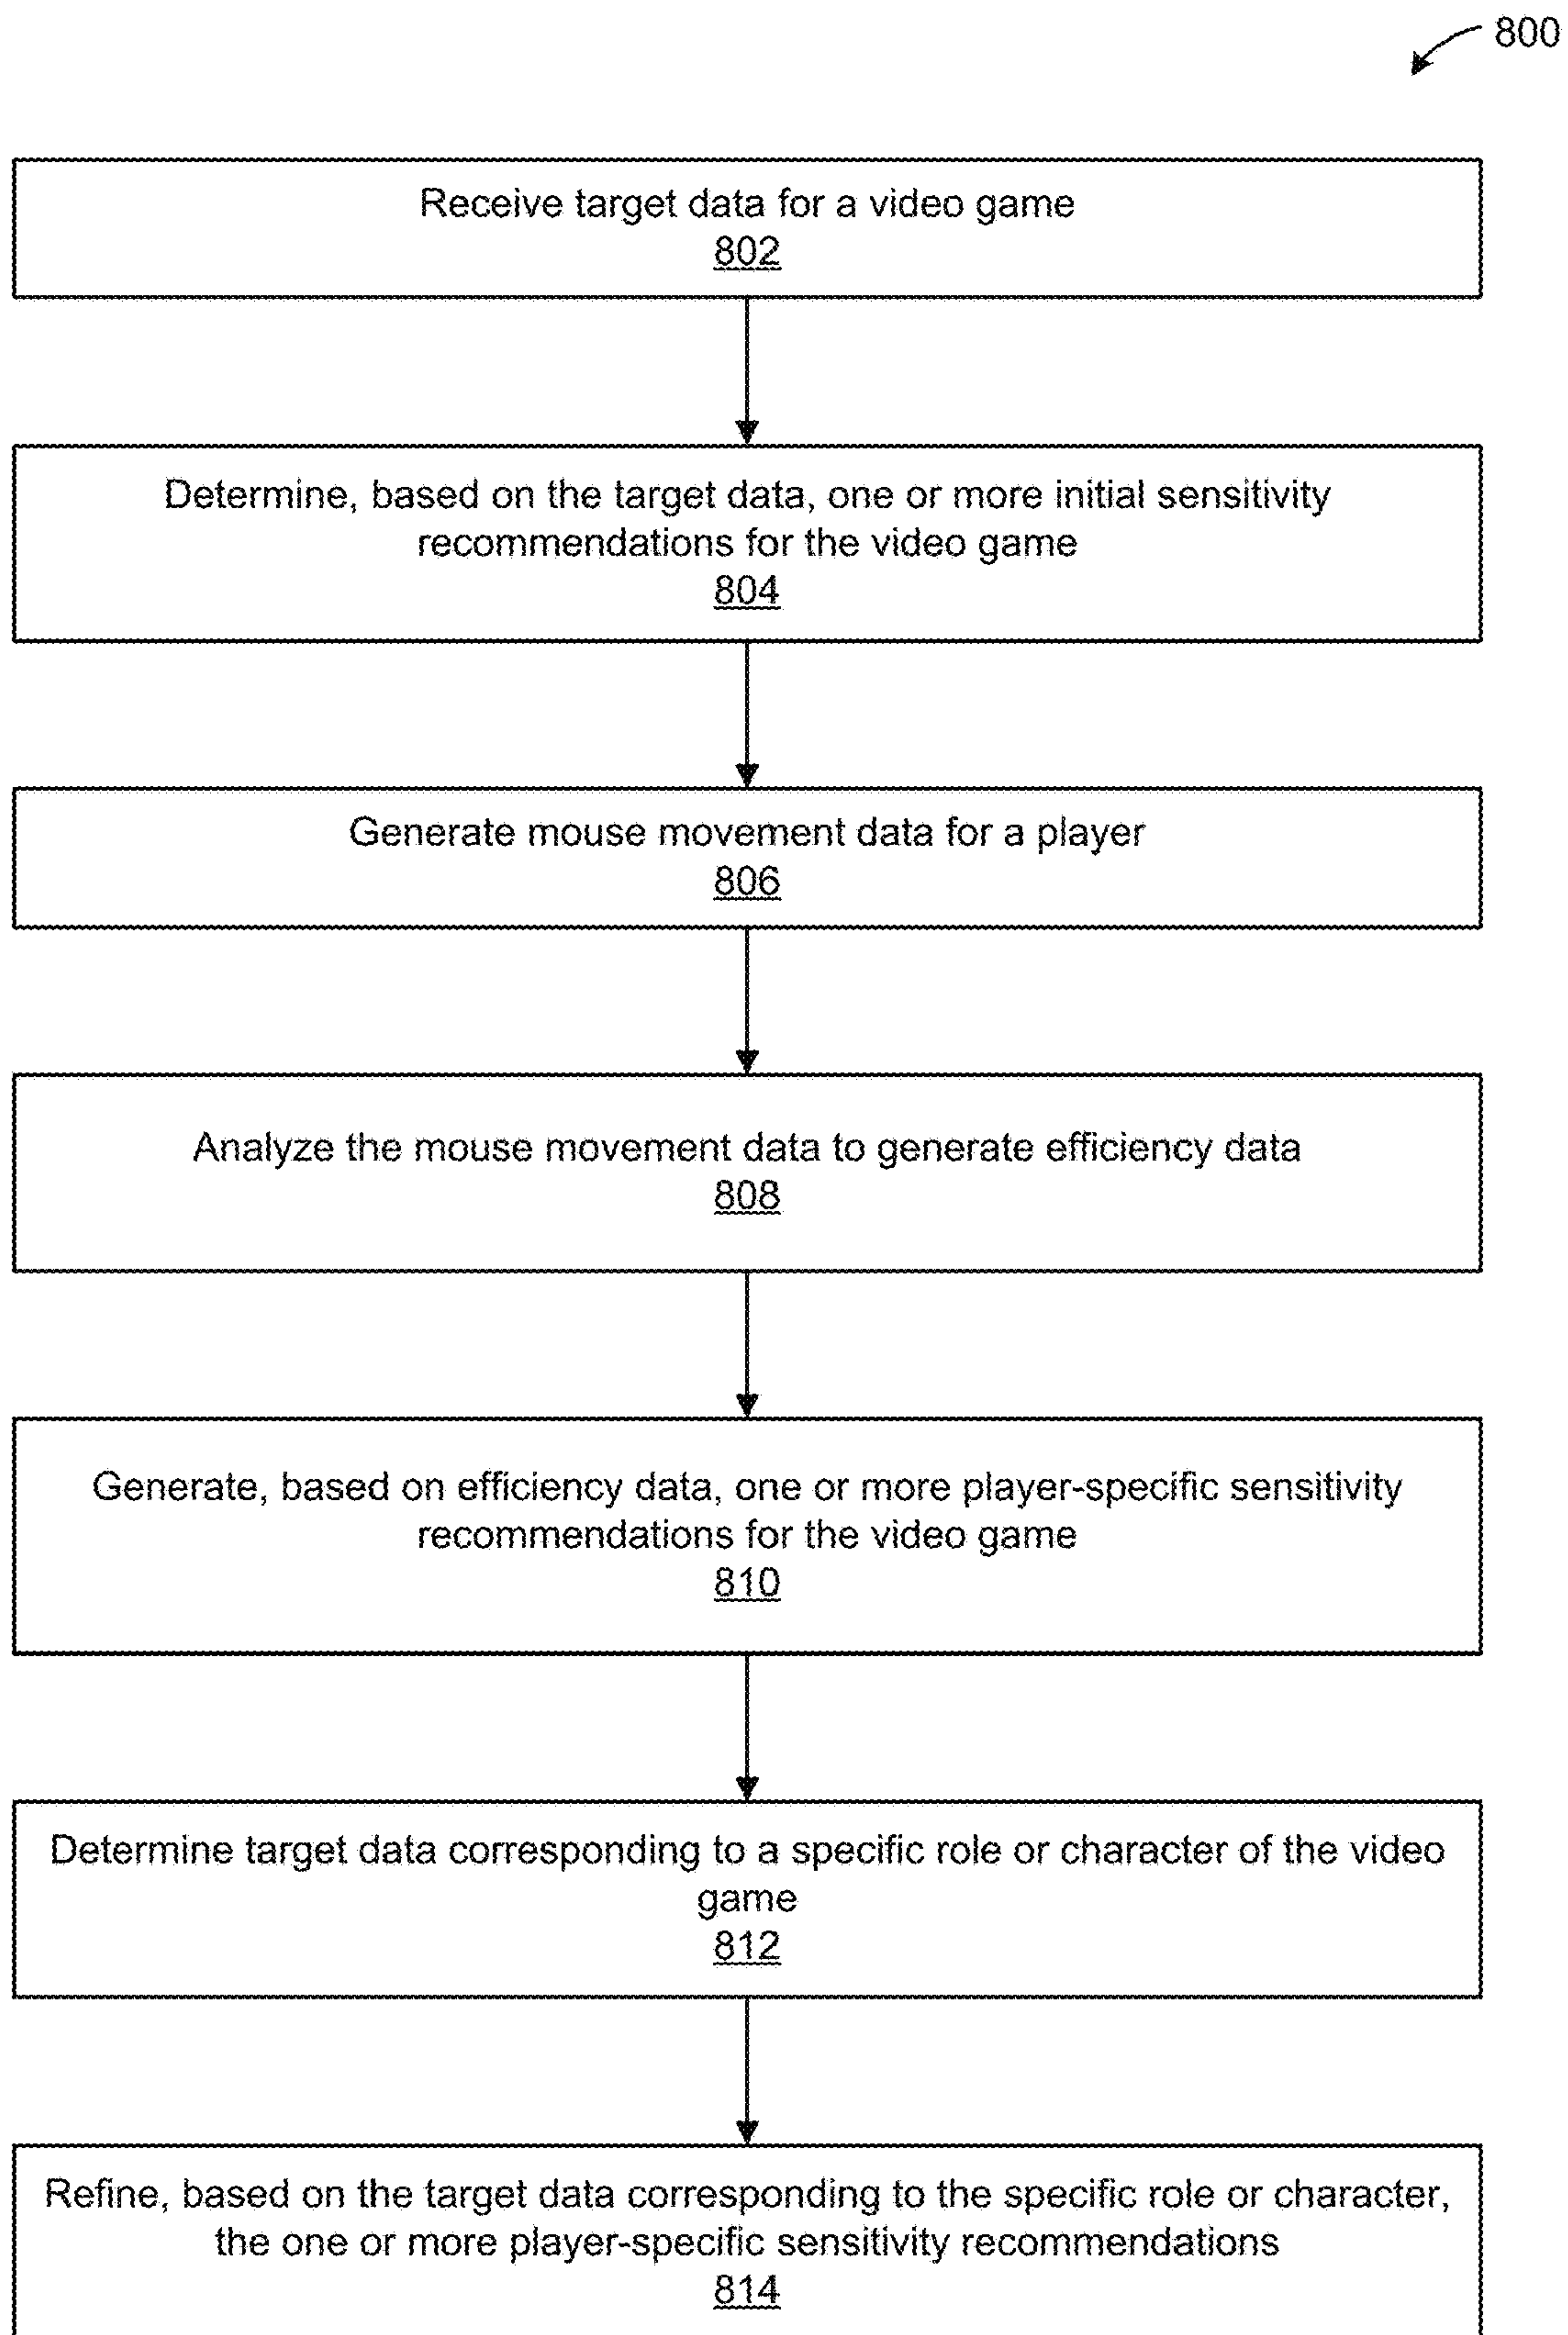 800
Receive target data for a video game
802
Determine, based on the target data, one or more initial sensitivity
recommendations for the video game
804
Generate mouse movement data for a player
806
Analyze the mouse movement data to generate efficiency data
808
Generate, based on efficiency data, one or more player-specific sensitivity
recommendations for the video game
810
Determine target data corresponding to a specific role or character of the video
game
812
Refine, based on the target data corresponding to the specific role or character,
the one or more player-specific sensitivity recommendations
814